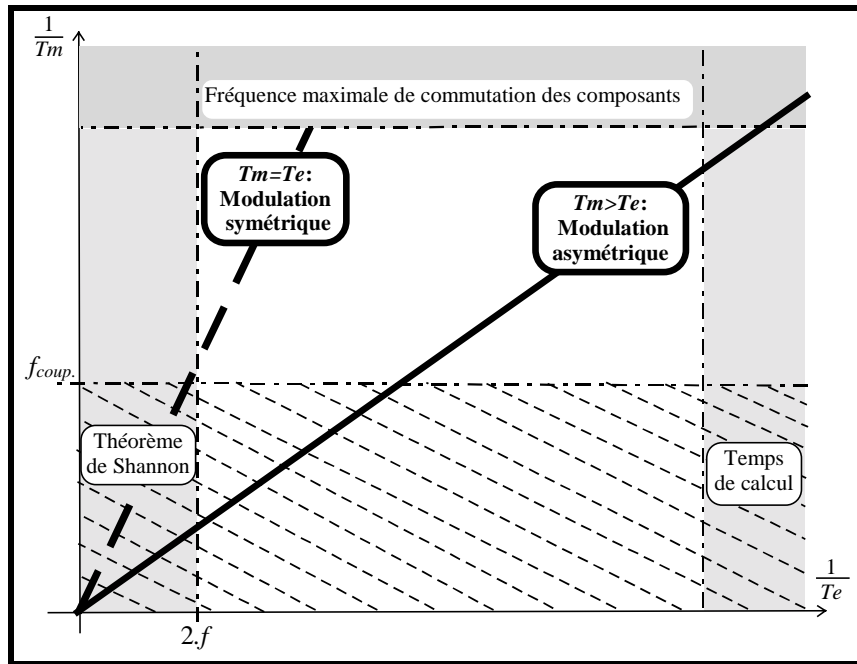 1
Tm
Fréquence maximale de commutation des composants
Tm=Te:
Modulation
symétrique
Tm>Te:
Modulation
asymétrique
fcoup.
Théorème
de Shannon
Temps
de calcul
1
Te
2.f